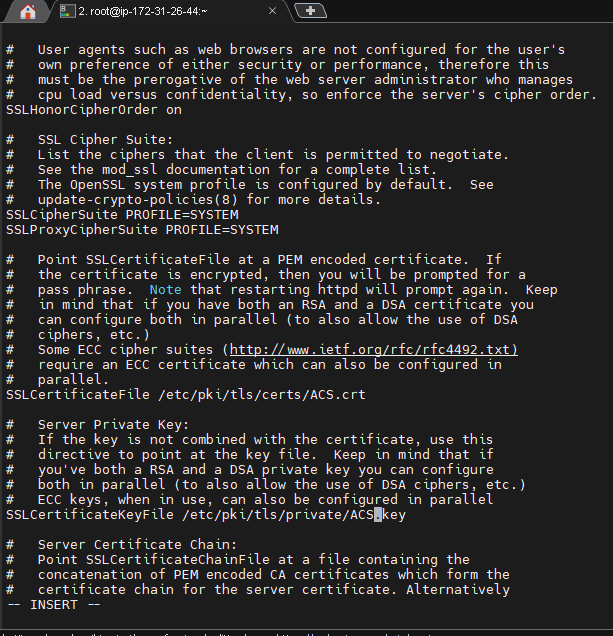 2. root@ip-172-31-26-44:~
#   User agents such as web browsers are not configured for the user's
#   own preference of either security or performance, therefore this
#   must be the prerogative of the web server administrator who manages
#   cpu load versus confidentiality, so enforce the server's cipher order.
SSLHonorCipherOrder on
#   SSL Cipher Suite:
#   List the ciphers that the client is permitted to negotiate.
#   See the mod_ssl documentation for a complete list.
#   The OpenSSL system profile is configured by default.  See
#   update-crypto-policies(8) for more details.
SSLCipherSuite PROFILE=SYSTEM
SSLProxyCipherSuite PROFILE=SYSTEM
#   Point SSLCertificateFile at a PEM encoded certificate.  If
#   the certificate is encrypted, then you will be prompted for a
#   pass phrase.  Note that restarting httpd will prompt again.  Keep
#   in mind that if you have both an RSA and a DSA certificate you
#   can configure both in parallel (to also allow the use of DSA
#   ciphers, etc.)
#   Some ECC cipher suites (http://www.ietf.org/rfc/rfc4492.txt)
#   require an ECC certificate which can also be configured in
#   parallel.
SSLCertificateFile /etc/pki/tls/certs/ACS.crt
#   Server Private Key:
#   If the key is not combined with the certificate, use this
#   directive to point at the key file.  Keep in mind that if
#   you've both a RSA and a DSA private key you can configure
#   both in parallel (to also allow the use of DSA ciphers, etc.)
#   ECC keys, when in use, can also be configured in parallel
SSLCertificateKeyFile /etc/pki/tls/private/ACS.key
#   Server Certificate Chain:
#   Point SSLCertificateChainFile at a file containing the
#   concatenation of PEM encoded CA certificates which form the
#   certificate chain for the server certificate. Alternatively
-- INSERT --